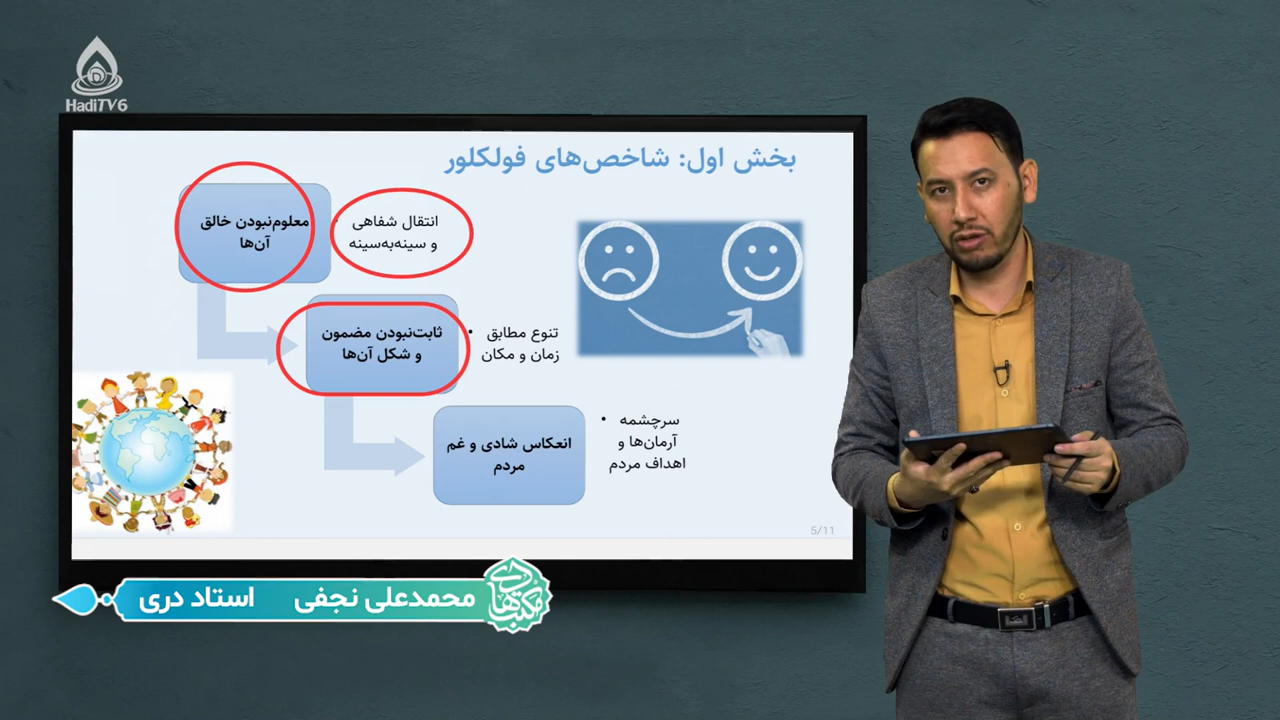 HadiTV6
بخش اول: شاخص‌های فولکلور
معلوم‌نبودن خالق
آن‌ها
• انتقال شفاهی
و سینه‌به‌سینه
ثابت‌نبودن مضمون
و شکل آن‌ها
• تنوع مطابق
زمان و مکان
انعکاس شادی و غم
مردم
• سرچشمه
آرمان‌ها و
اهداف مردم
5/11
مکتب هادی
محمدعلی نجفی استاد دری